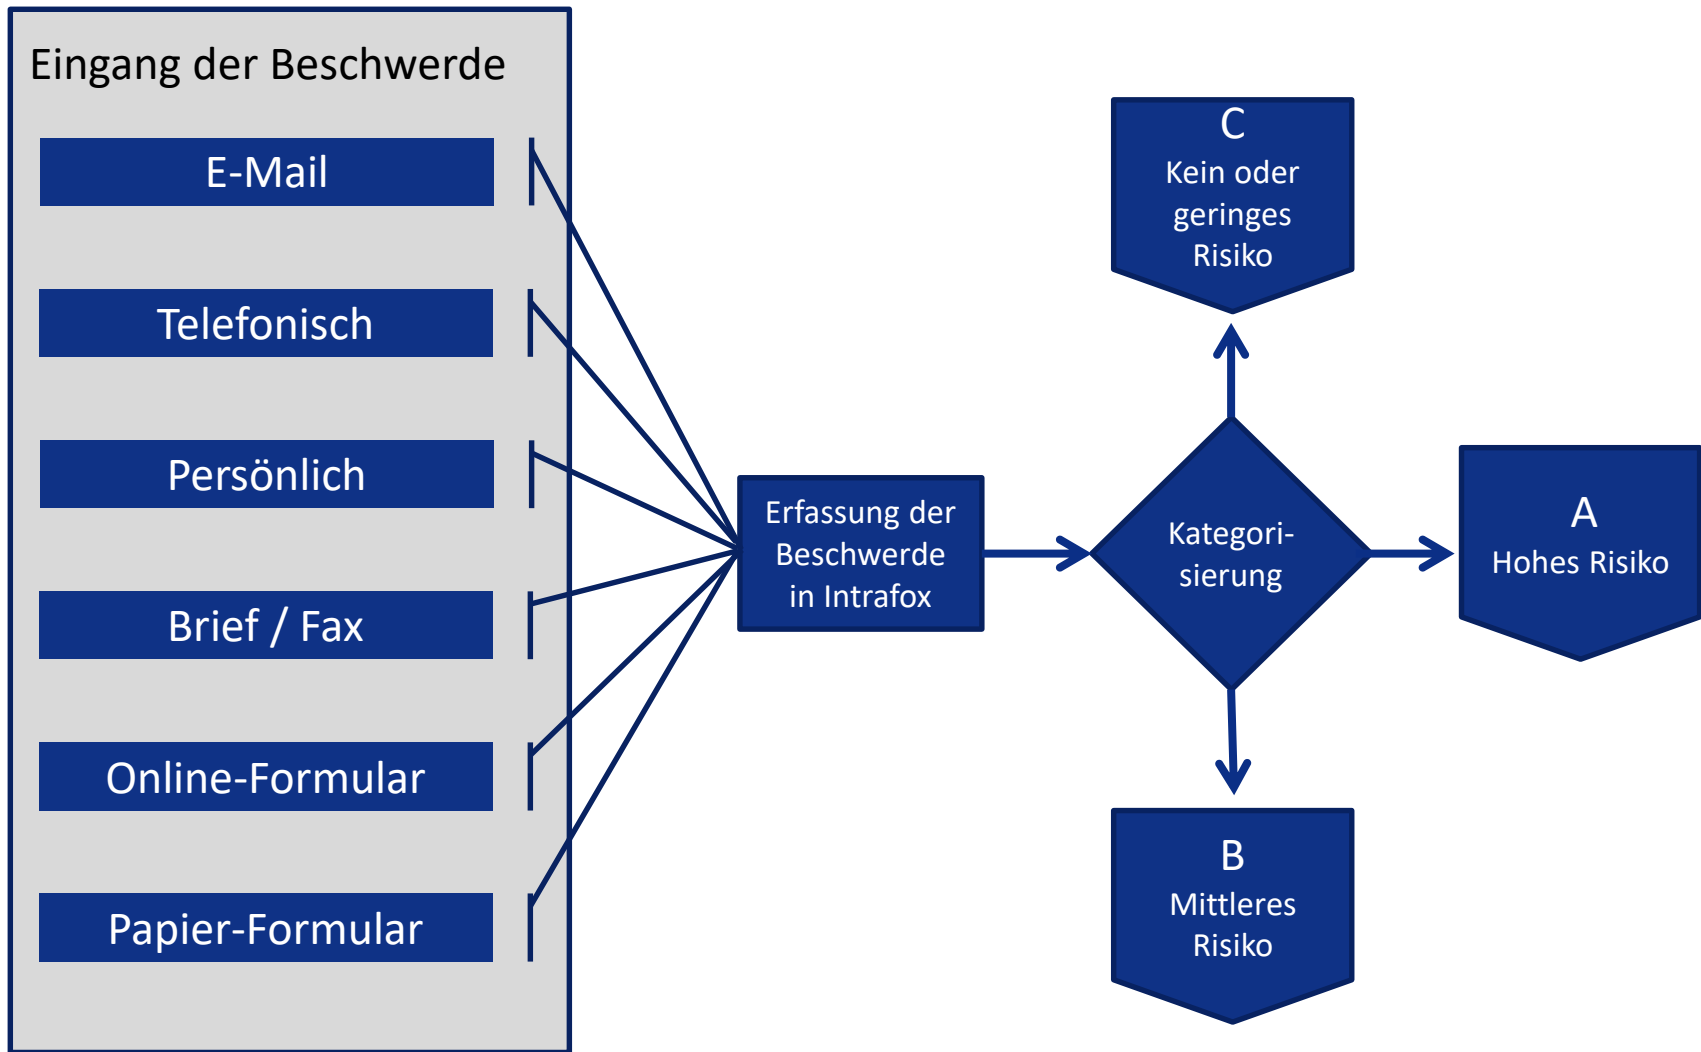 Eingang der Beschwerde
E-Mail
Telefonisch
Persönlich
Brief / Fax
Online-Formular
Papier-Formular
Erfassung der
Beschwerde
in Intrafox
Kategori-
sierung
C
Kein oder
geringes
Risiko
A
Hohes Risiko
B
Mittleres
Risiko